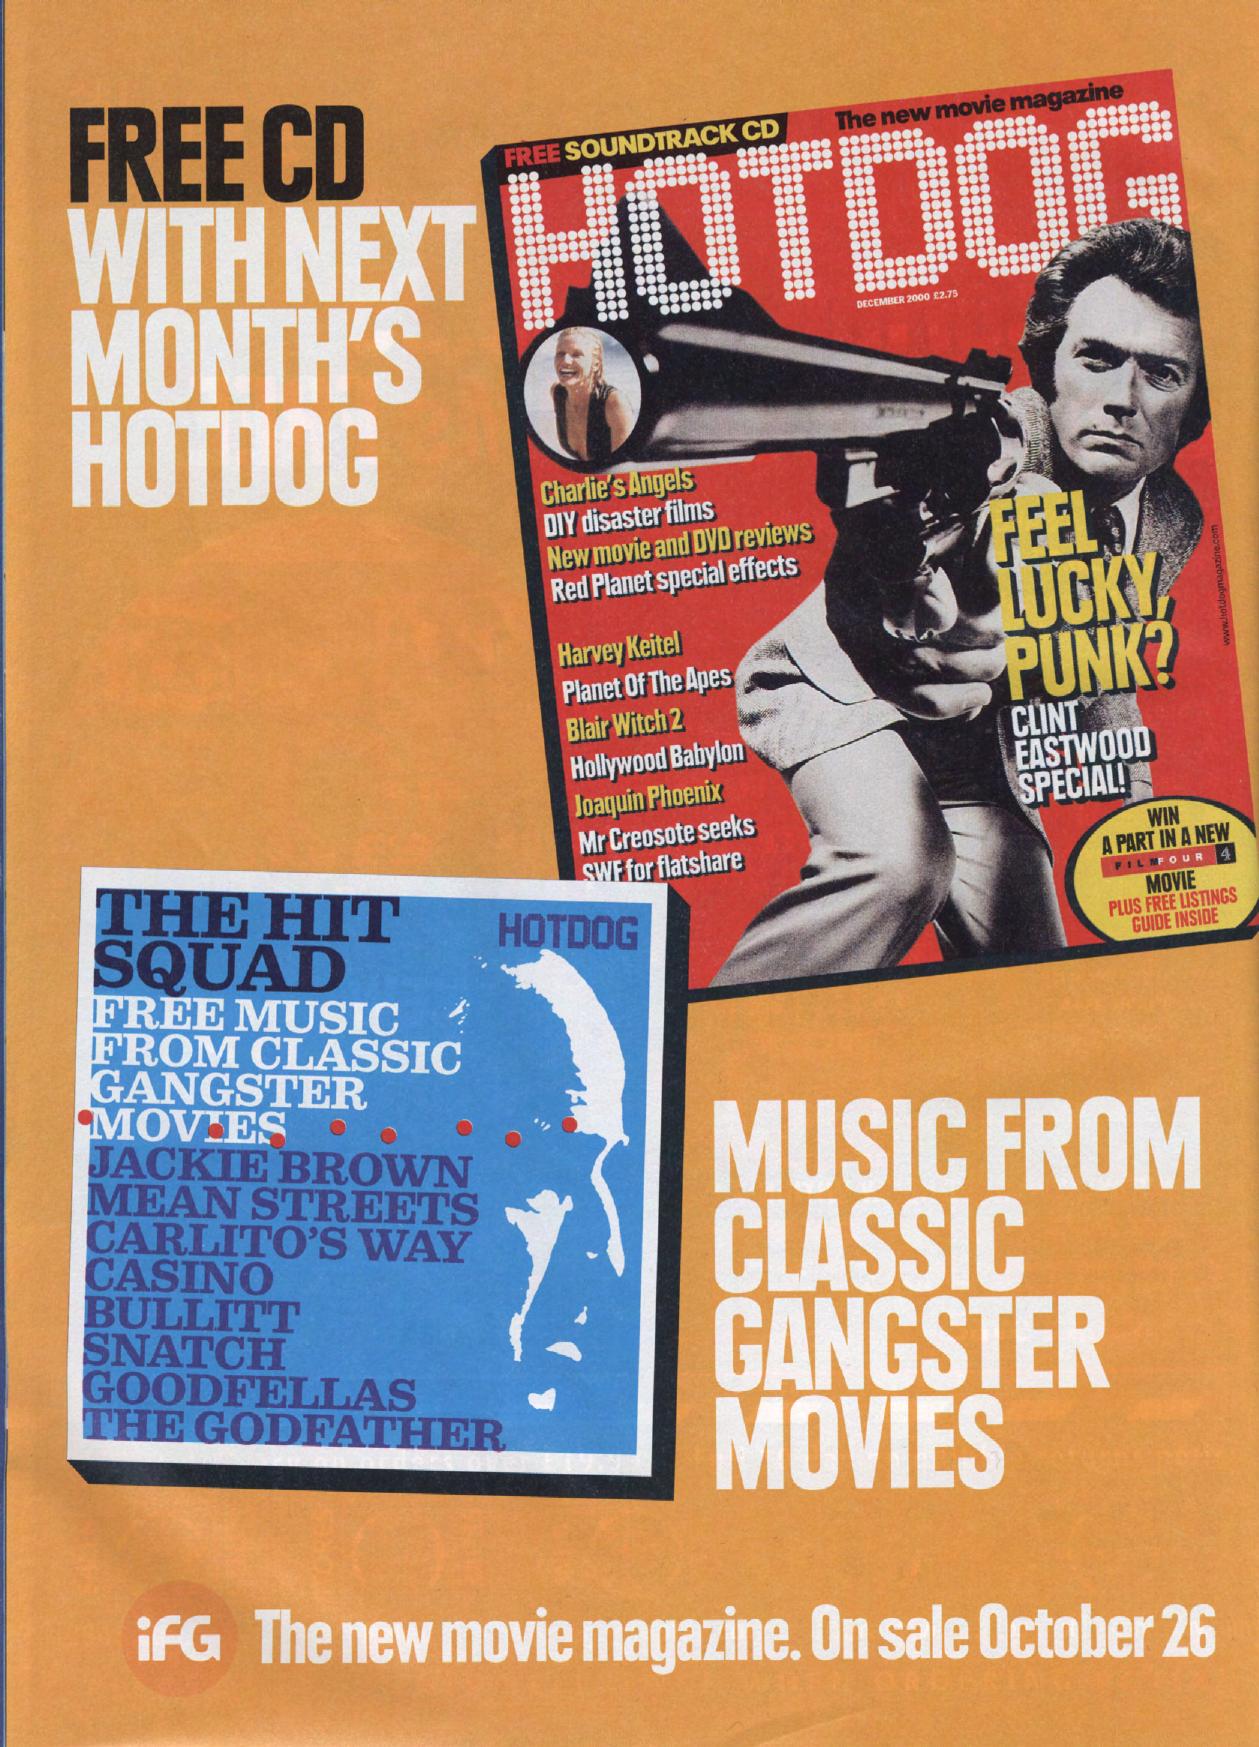 FREE CD
WITH NEXT
MONTH'S
HOTDOG
FREE SOUNDTRACK CD
The new movie magazine
HOTDOG
DECEMBER 2000 £2.75
Charlie's Angels
DIY disaster films
New movie and DVD reviews
Red Planet special effects
Harvey Keitel
Planet Of The Apes
Blair Witch 2
Hollywood Babylon
Joaquin Phoenix
Mr Creosote seeks
SWF for flatshare
FEEL
LUCKY,
PUNK?
CLINT
EASTWOOD
SPECIAL!
www.hotdogmagazine.com
WIN
A PART IN A NEW
FILMFOUR 4
MOVIE
PLUS FREE LISTINGS
GUIDE INSIDE
THE HIT
SQUAD
HOTDOG
FREE MUSIC
FROM CLASSIC
GANGSTER
MOVIES
JACKIE BROWN
MEAN STREETS
CARLITO'S WAY
CASINO
BULLITT
SNATCH
GOODFELLAS
THE GODFATHER
MUSIC FROM
CLASSIC
GANGSTER
MOVIES
iFG The new movie magazine. On sale October 26